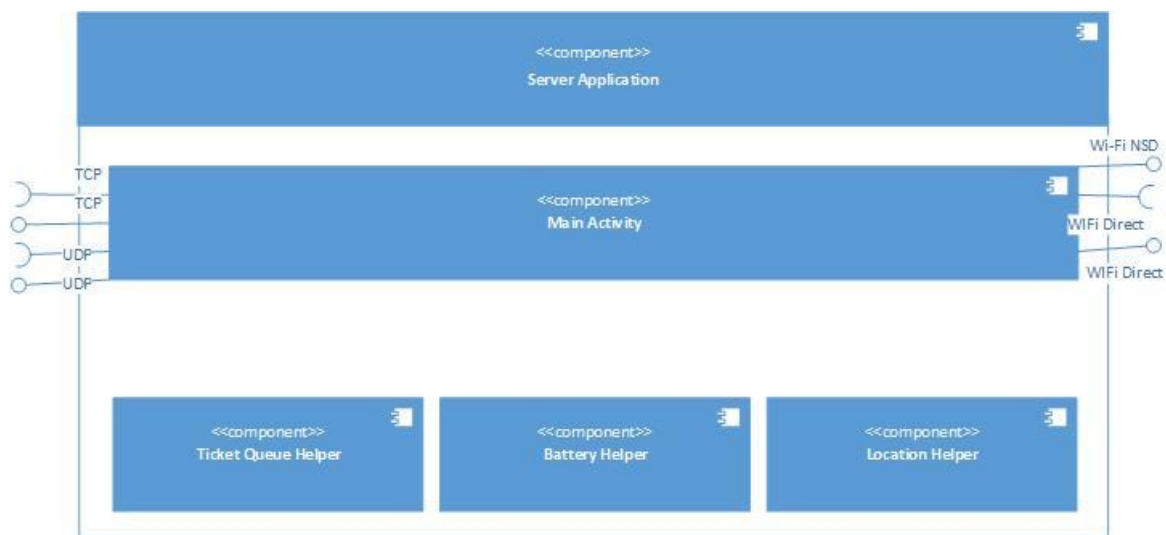 <<component>>
Server Application
Wi-Fi NSD
TCP
TCP
<<component>>
Main Activity
WIFi Direct
UDP
WIFi Direct
UDP
<<component>>
Ticket Queue Helper
<<component>>
Battery Helper
<<component>>
Location Helper